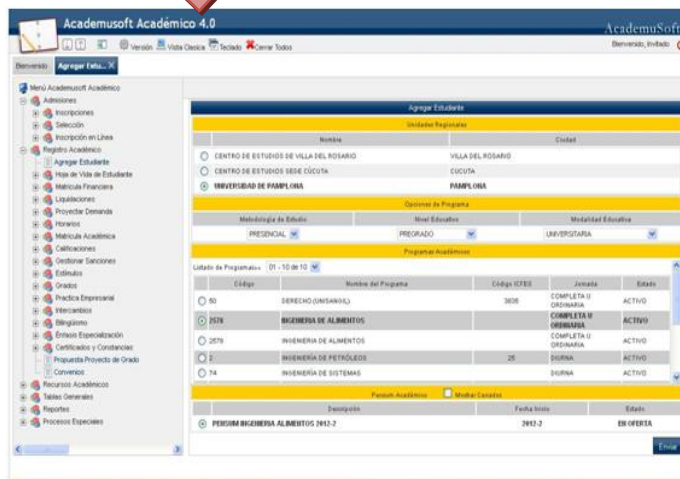 Academusoft Académico 4.0
AcademuSoft
Versión Vista Clasica Teclado Cerrar Todos
Bienvenido, Invitado
Bienvenido Agregar Estu... X
Menú Academusoft Académico
Admisiones
Inscripciones
Selección
Inscripción en Línea
Registro Académico
Agregar Estudiante
Hoja de Vida de Estudiante
Matricula Financiera
Liquidaciones
Proyectar Demanda
Horarios
Matricula Académica
Calificaciones
Gestionar Sanciones
Estímulos
Grados
Practica Empresarial
Intercambios
Bilingüismo
Énfasis Especialización
Certificados y Constancias
Propuesta Proyecto de Grado
Convenios
Recursos Académicos
Tablas Generales
Reportes
Procesos Especiales
Agregar Estudiante
Unidades Regionales
Nombre Ciudad
CENTRO DE ESTUDIOS DE VILLA DEL ROSARIO VILLA DEL ROSARIO
CENTRO DE ESTUDIOS SEDE CÚCUTA CUCUTA
UNIVERSIDAD DE PAMPLONA PAMPLONA
Opciones de Programa
Metodología de Estudio Nivel Educativo Modalidad Educativa
PRESENCIAL PREGRADO UNIVERSITARIA
Programas Académicos
Listado de Programas>> 01 - 10 de 10
Código Nombre del Programa Código ICFES Jornada Estado
50 DERECHO (UNISANGIL) 3606 COMPLETA U ORDINARIA ACTIVO
2578 INGENIERIA DE ALIMENTOS COMPLETA U ORDINARIA ACTIVO
2579 INGENIERIA DE ALIMENTOS COMPLETA U ORDINARIA ACTIVO
2 INGENIERÍA DE PETRÓLEOS 25 DIURNA ACTIVO
74 INGENIERÍA DE SISTEMAS DIURNA ACTIVO
Pensum Académico Mostrar Cerrados
Descripción Fecha Inicio Estado
PENSUM INGENIERIA ALIMENTOS 2012-2 2012-2 EN OFERTA
Enviar